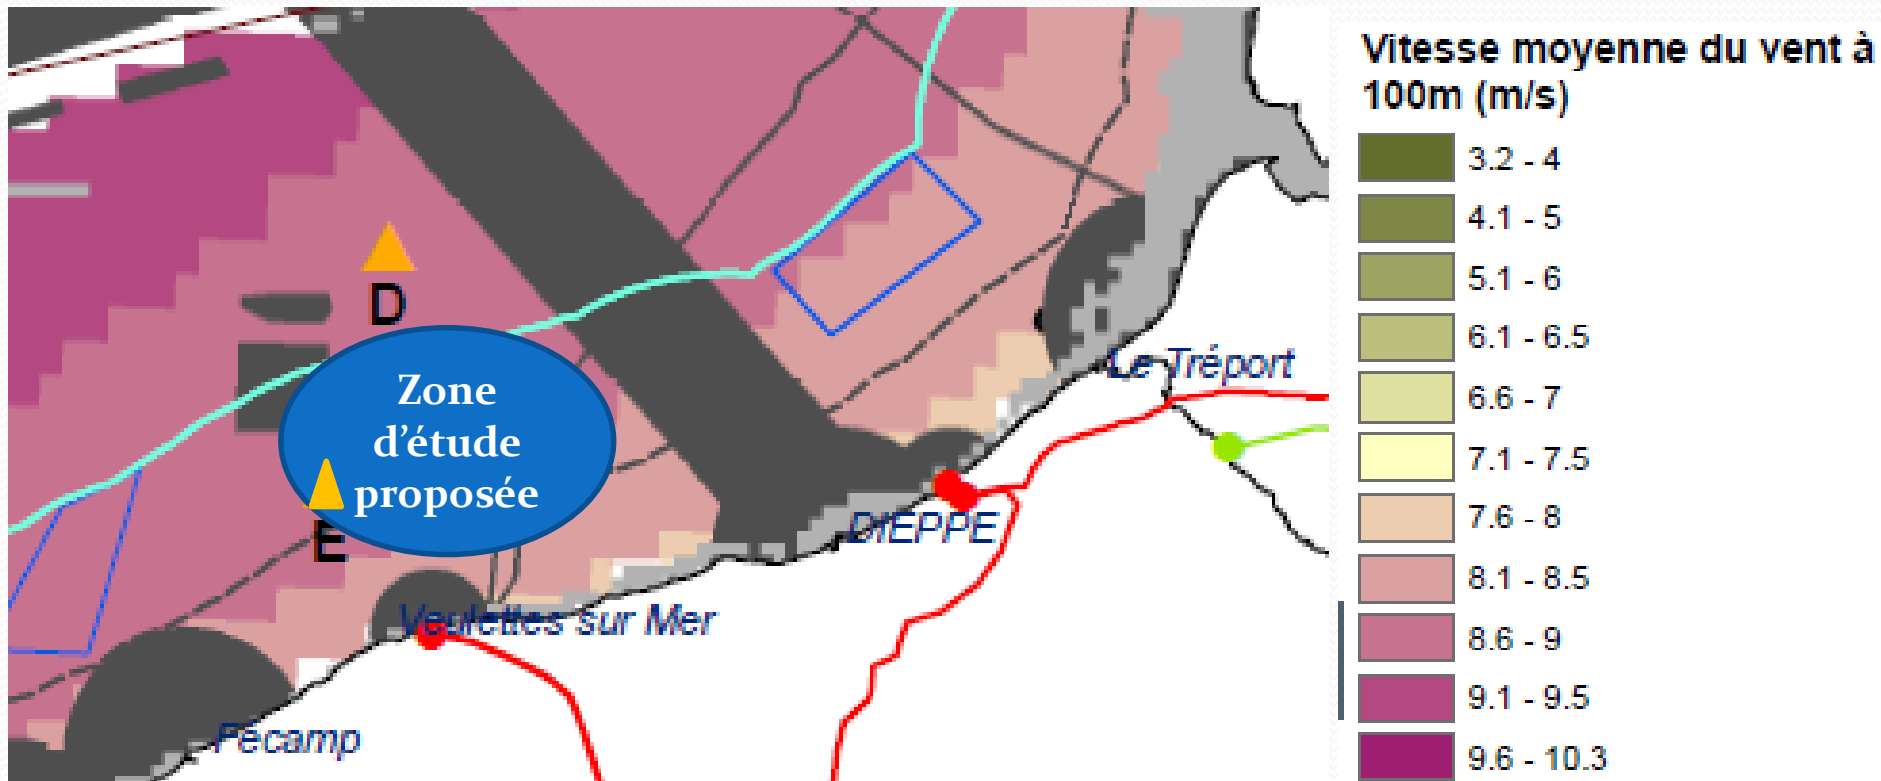 Vitesse moyenne du vent à
100m (m/s)
3.2 - 4
4.1 - 5
5.1 - 6
6.1 - 6.5
6.6 - 7
7.1 - 7.5
7.6 - 8
8.1 - 8.5
8.6 - 9
9.1 - 9.5
9.6 - 10.3
D
Zone
d'étude
proposée
E
Le Tréport
DIEPPE
Veulettes sur Mer
Fécamp